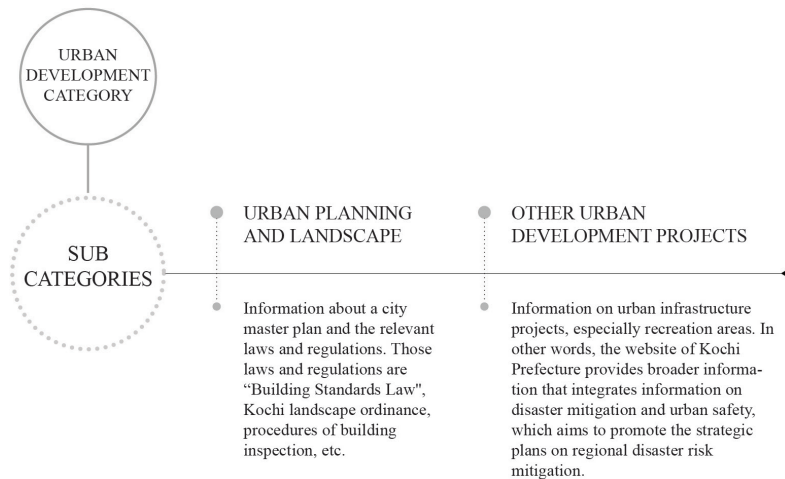 URBAN
DEVELOPMENT
CATEGORY
SUB
CATEGORIES
URBAN PLANNING
AND LANDSCAPE
Information about a city
master plan and the relevant
laws and regulations. Those
laws and regulations are
“Building Standards Law",
Kochi landscape ordinance,
procedures of building
inspection, etc.
OTHER URBAN
DEVELOPMENT PROJECTS
Information on urban infrastructure
projects, especially recreation areas. In
other words, the website of Kochi
Prefecture provides broader informa-
tion that integrates information on
disaster mitigation and urban safety,
which aims to promote the strategic
plans on regional disaster risk
mitigation.